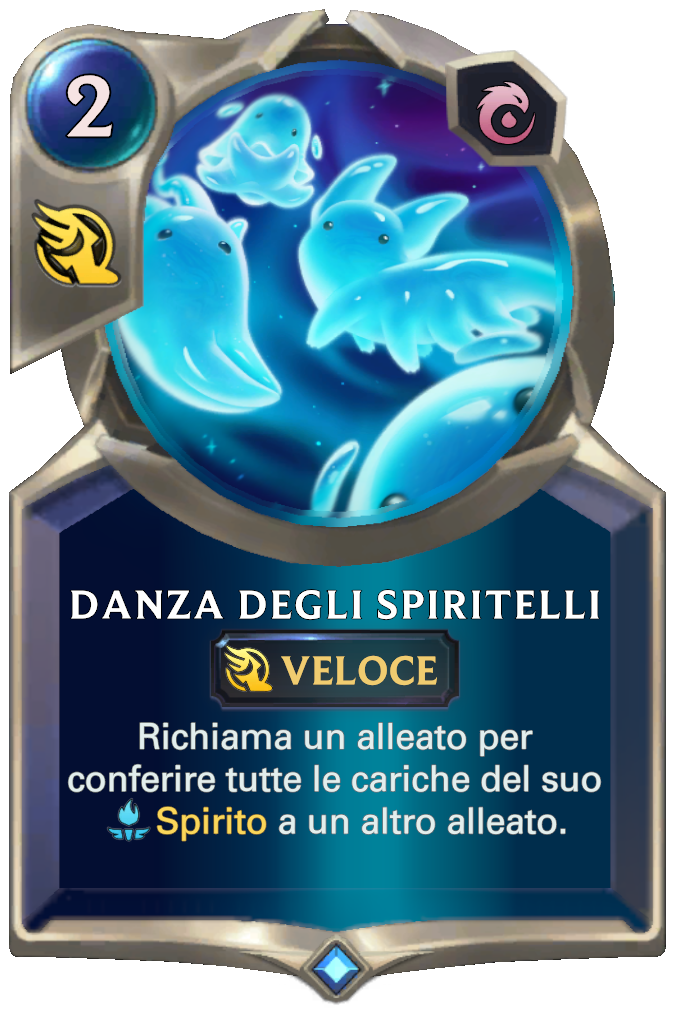 2
DANZA DEGLI SPIRITELLI
VELOCE
Richiama un alleato per
conferire tutte le cariche del suo
Spirito a un altro alleato.